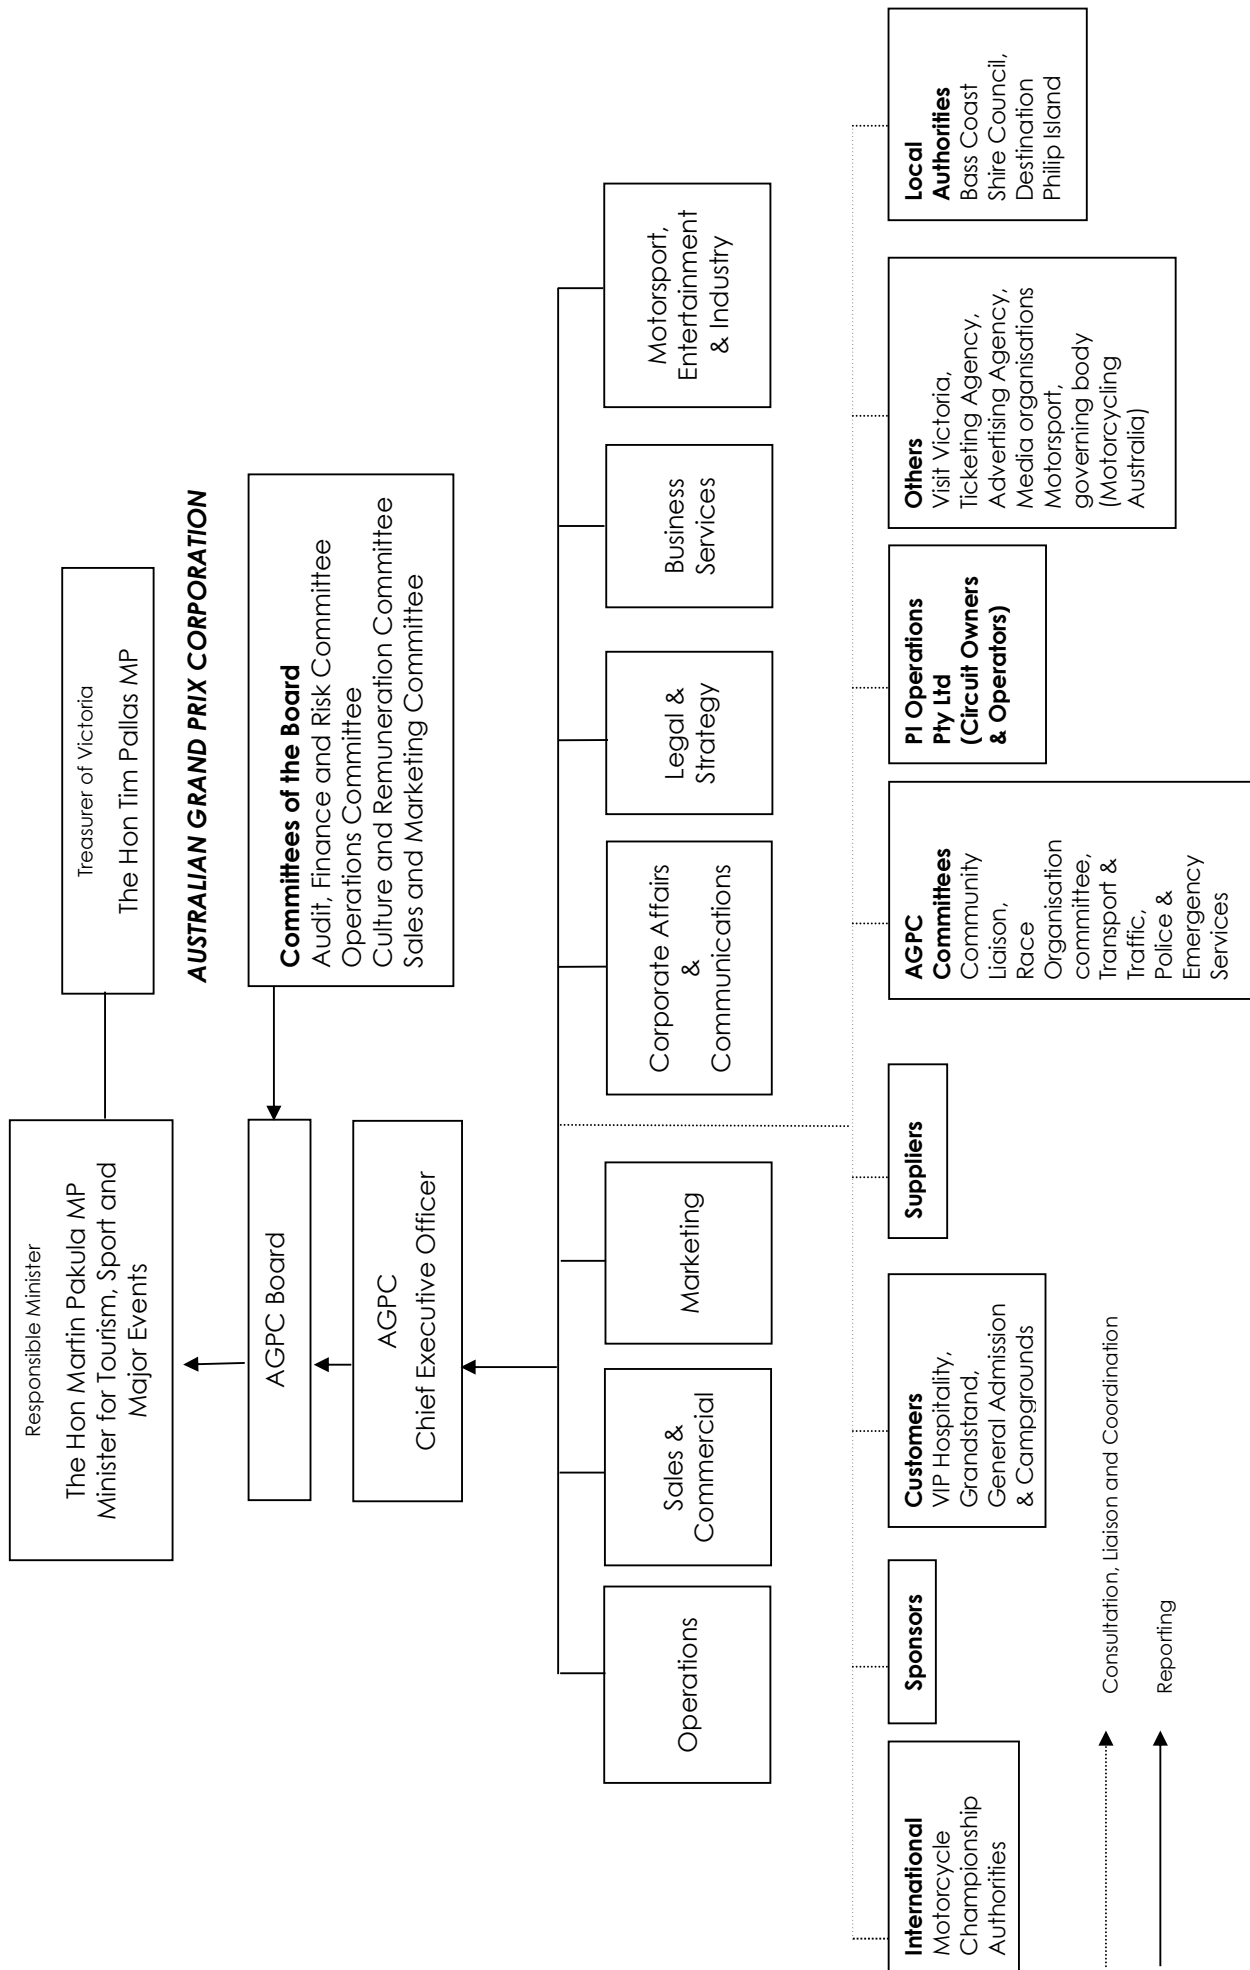 Responsible Minister
The Hon Martin Pakula MP
Minister for Tourism, Sport and
Major Events
Treasurer of Victoria
The Hon Tim Pallas MP
AUSTRALIAN GRAND PRIX CORPORATION
AGPC Board
Committees of the Board
Audit, Finance and Risk Committee
Operations Committee
Culture and Remuneration Committee
Sales and Marketing Committee
AGPC
Chief Executive Officer
Operations
Sales &
Commercial
Marketing
Corporate Affairs
&
Communications
Legal &
Strategy
Business
Services
Motorsport,
Entertainment
& Industry
International
Motorcycle
Championship
Authorities
Sponsors
Customers
VIP Hospitality,
Grandstand,
General Admission
& Campgrounds
Suppliers
AGPC
Committees
Community
Liaison,
Race
Organisation
committee,
Transport &
Traffic,
Police &
Emergency
Services
PI Operations
Pty Ltd
(Circuit Owners
& Operators)
Others
Visit Victoria,
Ticketing Agency,
Advertising Agency,
Media organisations
Motorsport,
governing body
(Motorcycling
Australia)
Local
Authorities
Bass Coast
Shire Council,
Destination
Philip Island
Consultation, Liaison and Coordination
Reporting